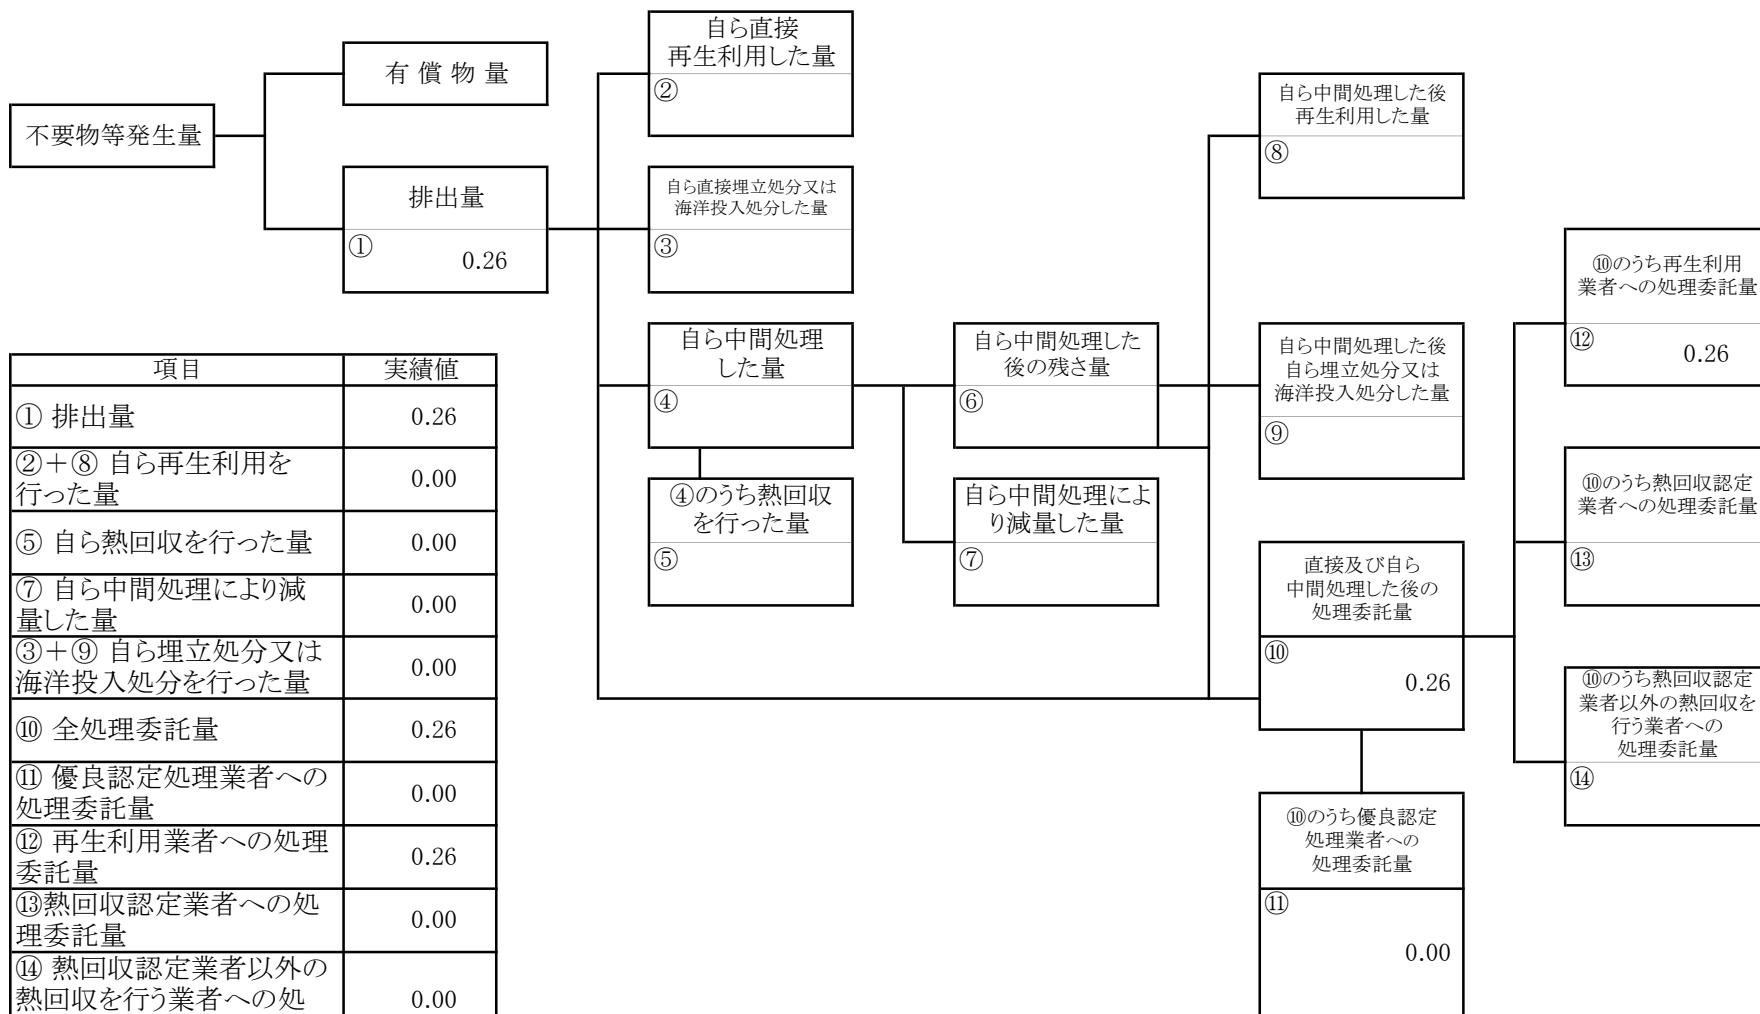 自ら直接
再生利用した量
②
有 償 物 量
不要物等発生量
排出量
①
0.26
自ら直接埋立処分又は
海洋投入処分した量
③
自ら中間処理した後
再生利用した量
⑧
⑩のうち再生利用
業者への処理委託量
⑫
0.26
自ら中間処理
した量
④
自ら中間処理した
後の残さ量
⑥
自ら中間処理した後
自ら埋立処分又は
海洋投入処分した量
⑨
④のうち熱回収
を行った量
⑤
自ら中間処理によ
り減量した量
⑦
⑩のうち熱回収認定
業者への処理委託量
⑬
直接及び自ら
中間処理した後の
処理委託量
⑩
0.26
⑩のうち熱回収認定
業者以外の熱回収を
行う業者への
処理委託量
⑭
⑩のうち優良認定
処理業者への
処理委託量
⑪
0.00
項目 実績値
① 排出量 0.26
②+⑧ 自ら再生利用を
行った量 0.00
⑤ 自ら熱回収を行った量 0.00
⑦ 自ら中間処理により減
量した量 0.00
③+⑨ 自ら埋立処分又は
海洋投入処分を行った量 0.00
⑩ 全処理委託量 0.26
⑪ 優良認定処理業者への
処理委託量 0.00
⑫ 再生利用業者への処理
委託量 0.26
⑬熱回収認定業者への処
理委託量 0.00
⑭ 熱回収認定業者以外の
熱回収を行う業者への処 0.00